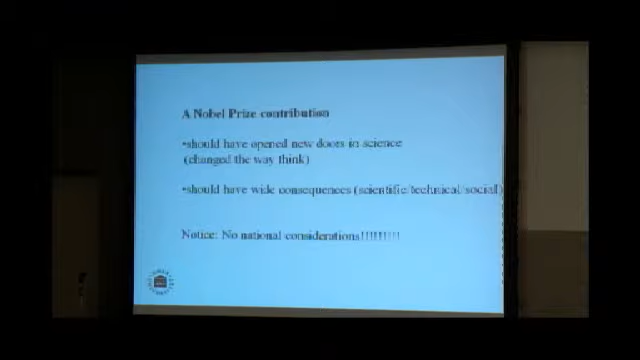 A Nobel Prize contribution
•should have opened new doors in science
(changed the way think)
•should have wide consequences (scientific/technical/social)
Notice: No national considerations!!!!!!!!!